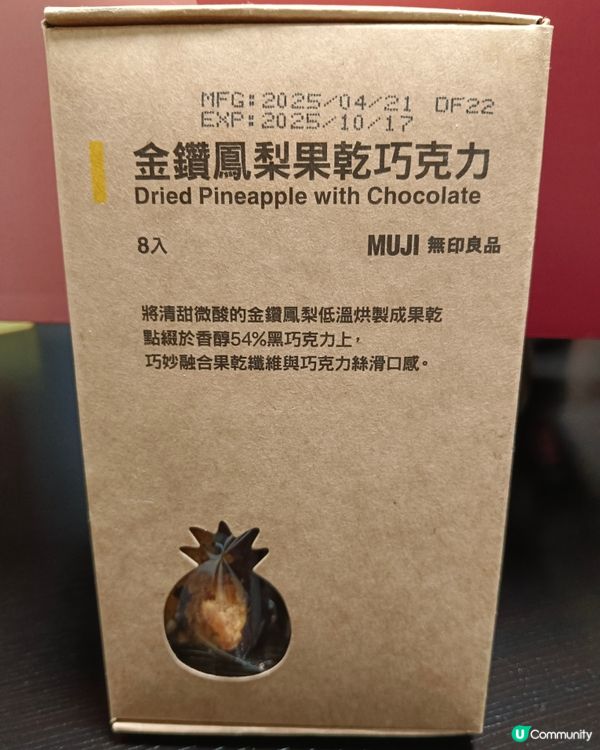 MFG:2025/04/21 DF22
EXP:2025/10/17
金鑽鳳梨果乾巧克力
Dried Pineapple with Chocolate
8入
MUJI 無印良品
將清甜微酸的金鑽鳳梨低溫烘製成果乾
點綴於香醇54%黑巧克力上，
巧妙融合果乾纖維與巧克力絲滑口感。
U Community